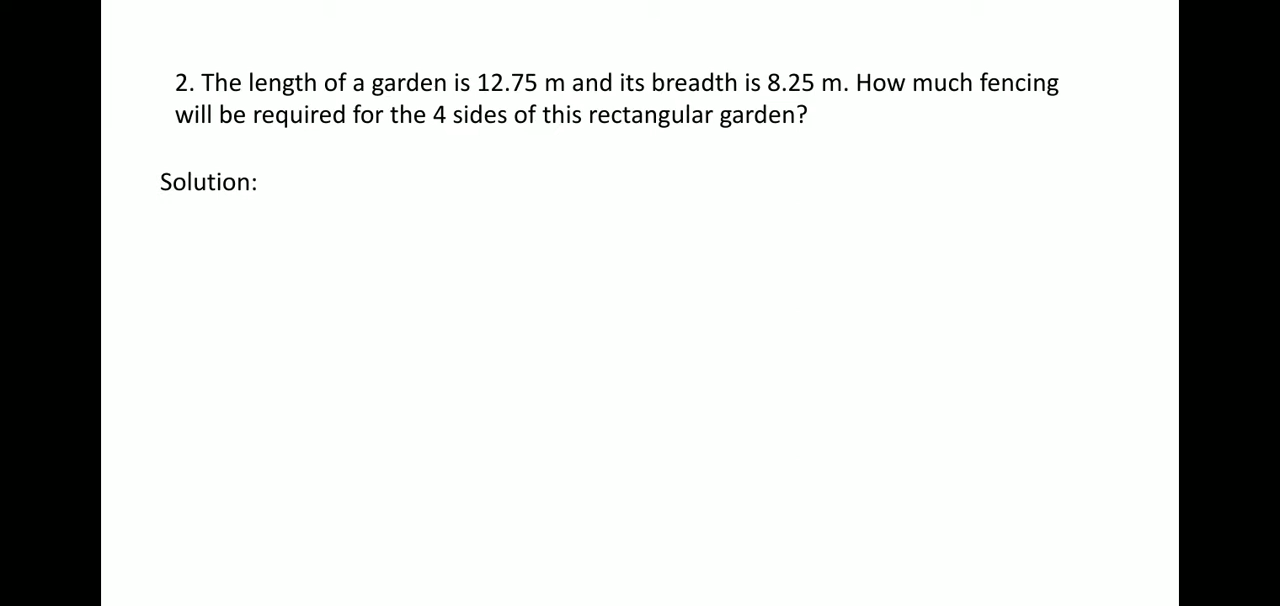 2. The length of a garden is 12.75 m and its breadth is 8.25 m. How much fencing
will be required for the 4 sides of this rectangular garden?
Solution: